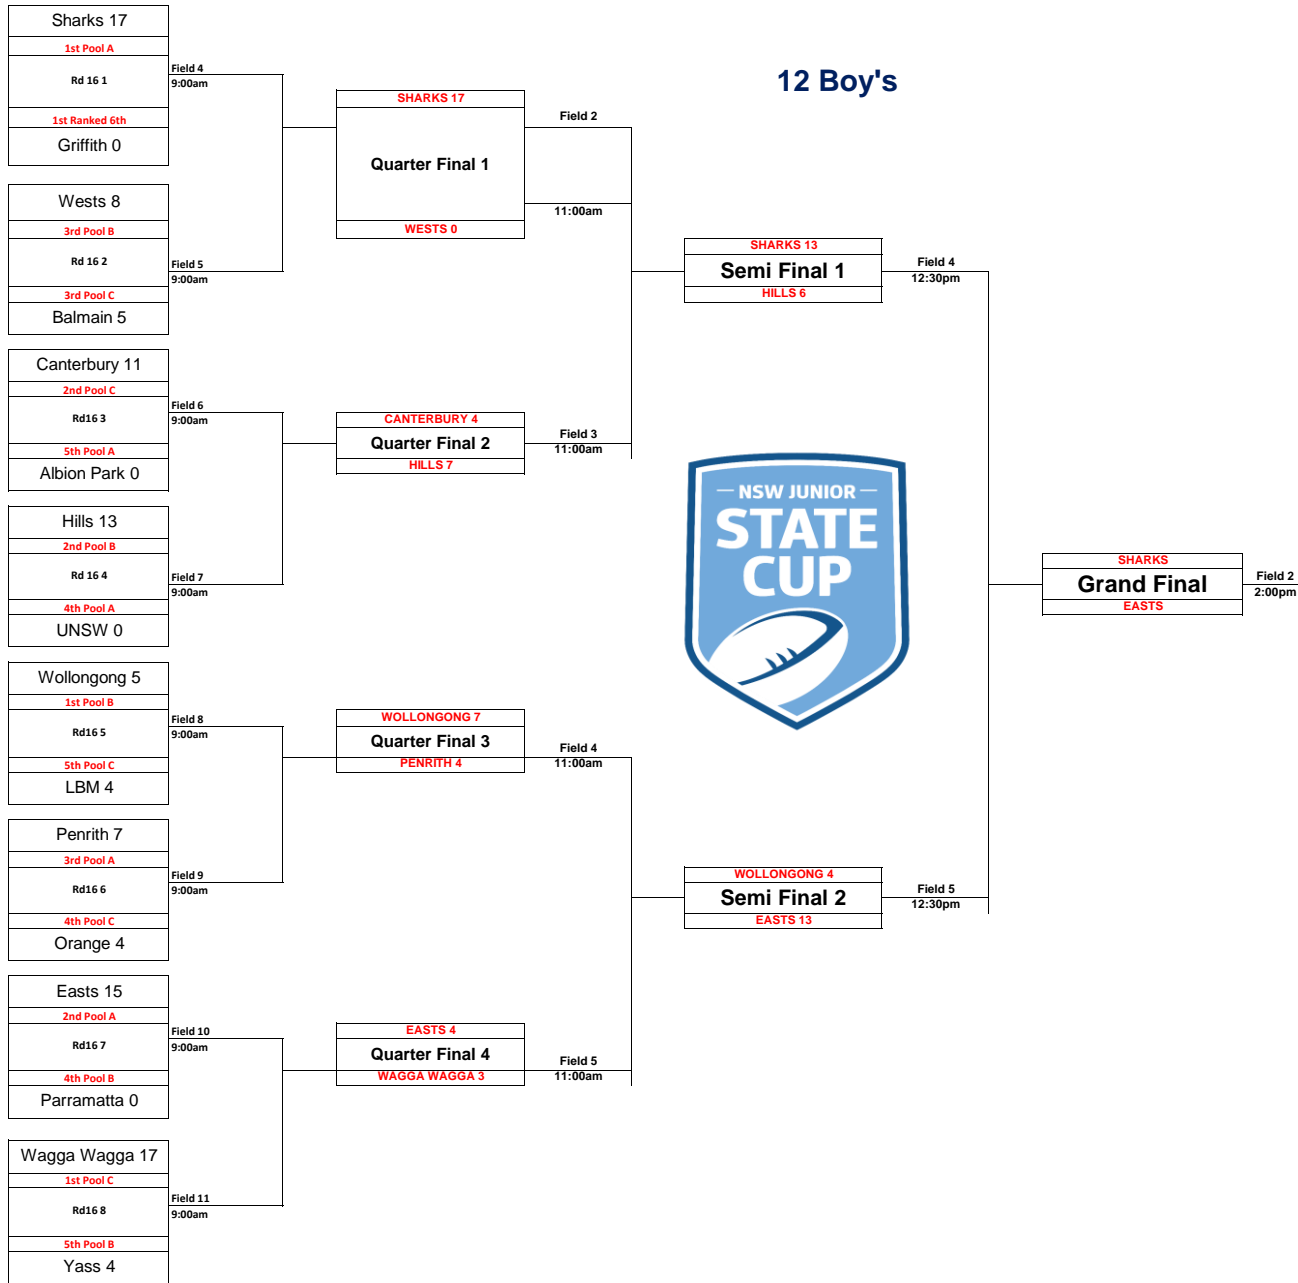 12 Boy's
Sharks 17
1st Pool A
Rd 16 1
1st Ranked 6th
Griffith 0
Field 4
9:00am
Wests 8
3rd Pool B
Rd 16 2
3rd Pool C
Balmain 5
Field 5
9:00am
Canterbury 11
2nd Pool C
Rd16 3
5th Pool A
Albion Park 0
Field 6
9:00am
Hills 13
2nd Pool B
Rd 16 4
4th Pool A
UNSW 0
Field 7
9:00am
Wollongong 5
1st Pool B
Rd16 5
5th Pool C
LBM 4
Field 8
9:00am
Penrith 7
3rd Pool A
Rd16 6
4th Pool C
Orange 4
Field 9
9:00am
Easts 15
2nd Pool A
Rd16 7
4th Pool B
Parramatta 0
Field 10
9:00am
Wagga Wagga 17
1st Pool C
Rd16 8
5th Pool B
Yass 4
Field 11
9:00am
SHARKS 17
Quarter Final 1
WESTS 0
Field 2
11:00am
CANTERBURY 4
Quarter Final 2
HILLS 7
Field 3
11:00am
WOLLONGONG 7
Quarter Final 3
PENRITH 4
Field 4
11:00am
EASTS 4
Quarter Final 4
WAGGA WAGGA 3
Field 5
11:00am
SHARKS 13
Semi Final 1
HILLS 6
Field 4
12:30pm
NSW JUNIOR
STATE
CUP
WOLLONGONG 4
Semi Final 2
EASTS 13
Field 5
12:30pm
SHARKS
Grand Final
EASTS
Field 2
2:00pm